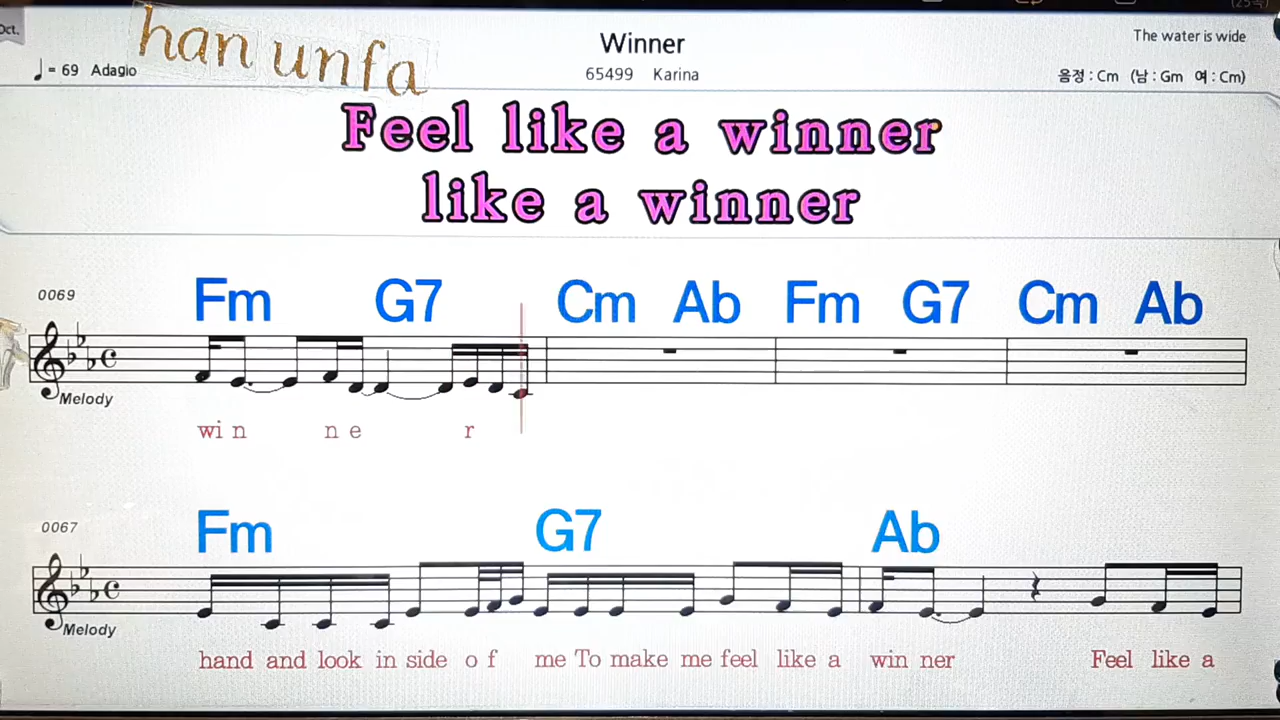 Oct.
han unfa
♩= 69 Adagio
Winner
65499 Karina
The water is wide
음정 : Cm (남 : Gm 여 : Cm)
Feel like a winner
like a winner
0069
Fm G7 Cm Ab Fm G7 Cm Ab
Melody
wi n n e r
0067
Fm G7 Ab
Melody
hand and look in side o f me To make me feel like a win ner Feel like a